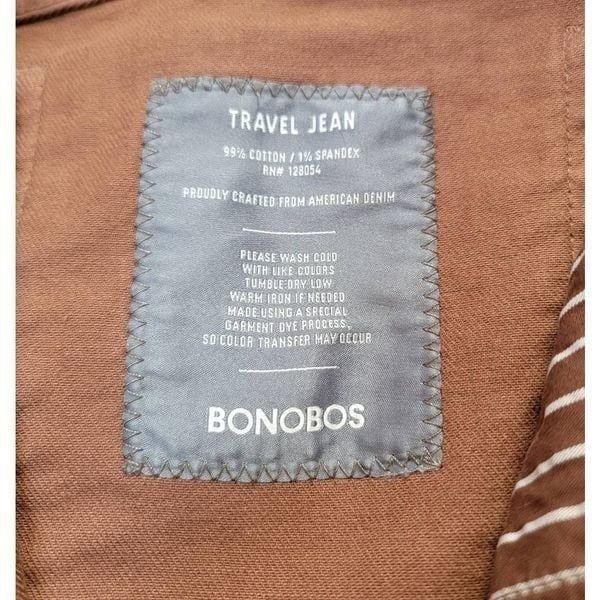 TRAVEL JEAN
99% COTTON / 1% SPANDEX
RN# 128054
PROUDLY CRAFTED FROM AMERICAN DENIM
PLEASE WASH COLD
WITH LIKE COLORS
TUMBLE DRY LOW
WARM IRON IF NEEDED
MADE USING A SPECIAL
GARMENT DYE PROCESS,
SO COLOR TRANSFER MAY OCCUR
BONOBOS